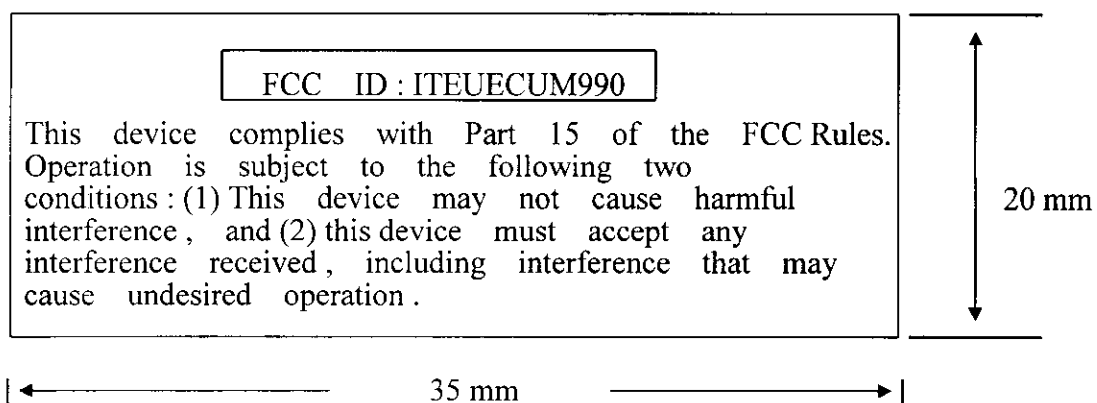 FCC ID : ITEUECUM990
This device complies with Part 15 of the FCC Rules.
Operation is subject to the following two
conditions : (1) This device may not cause harmful
interference , and (2) this device must accept any
interference received , including interference that may
cause undesired operation .
20 mm
35 mm